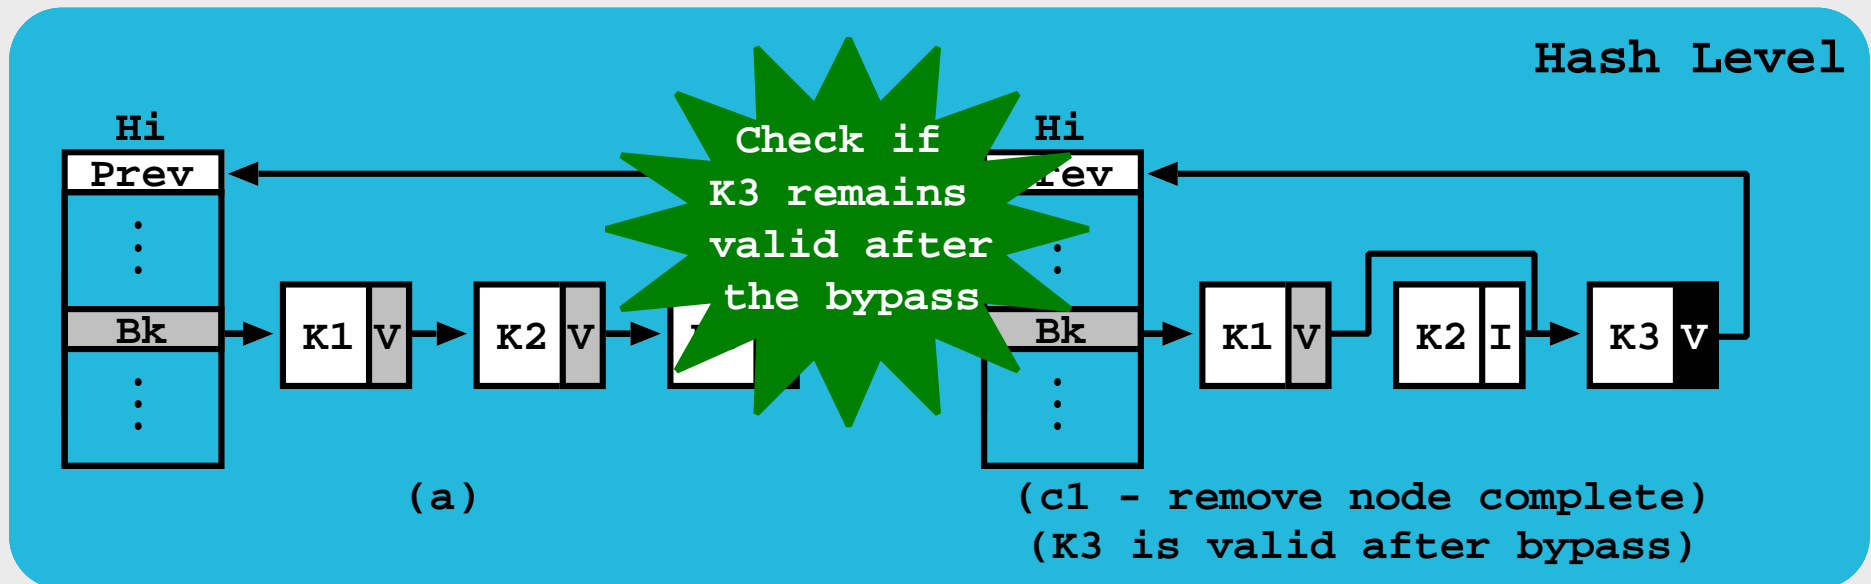 Hash Level
Hi
Prev
Bk
K1 V
K2 V
(a)
Check if
K3 remains
valid after
the bypass
Hi
Bk
K1 V
K2 I
K3 V
(c1 - remove node complete)
(K3 is valid after bypass)